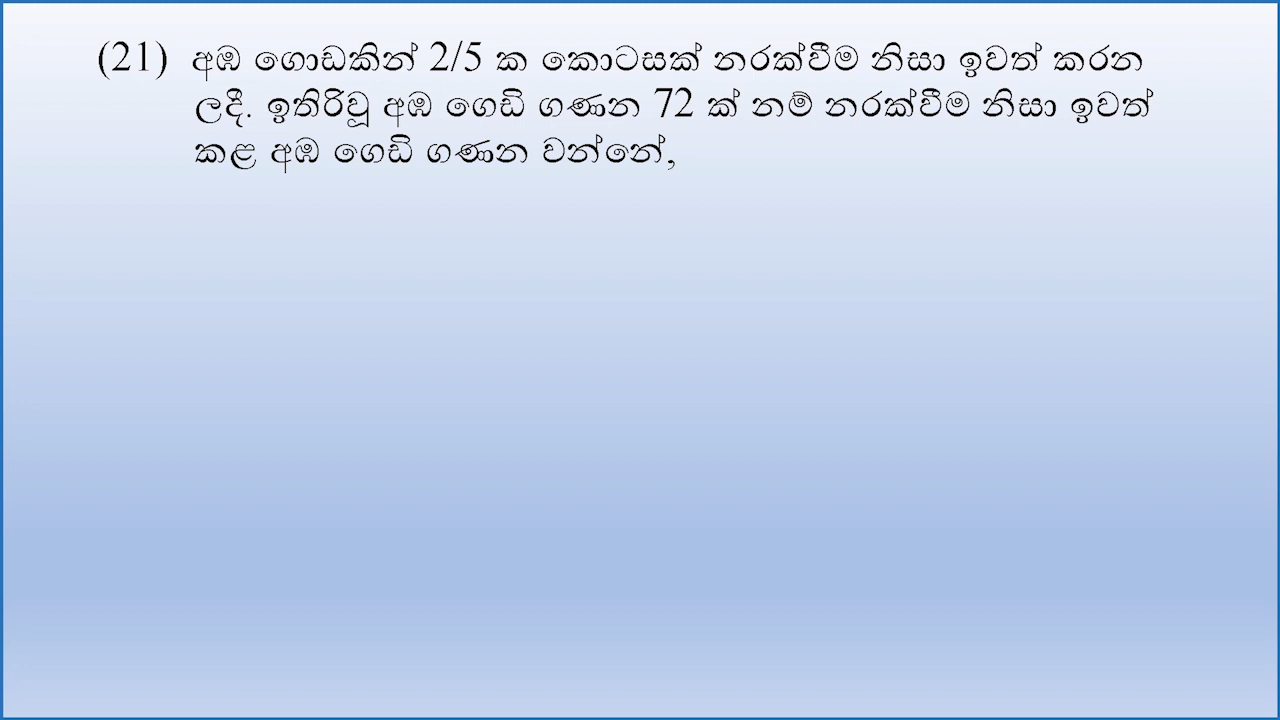 (21) අඹ ගොඩකින් 2/5 ක කොටසක් නරක්වීම නිසා ඉවත් කරන
ලදී. ඉතිරිවූ අඹ ගෙඩි ගණන 72 ක් නම් නරක්වීම නිසා ඉවත්
කළ අඹ ගෙඩි ගණන වන්නේ,